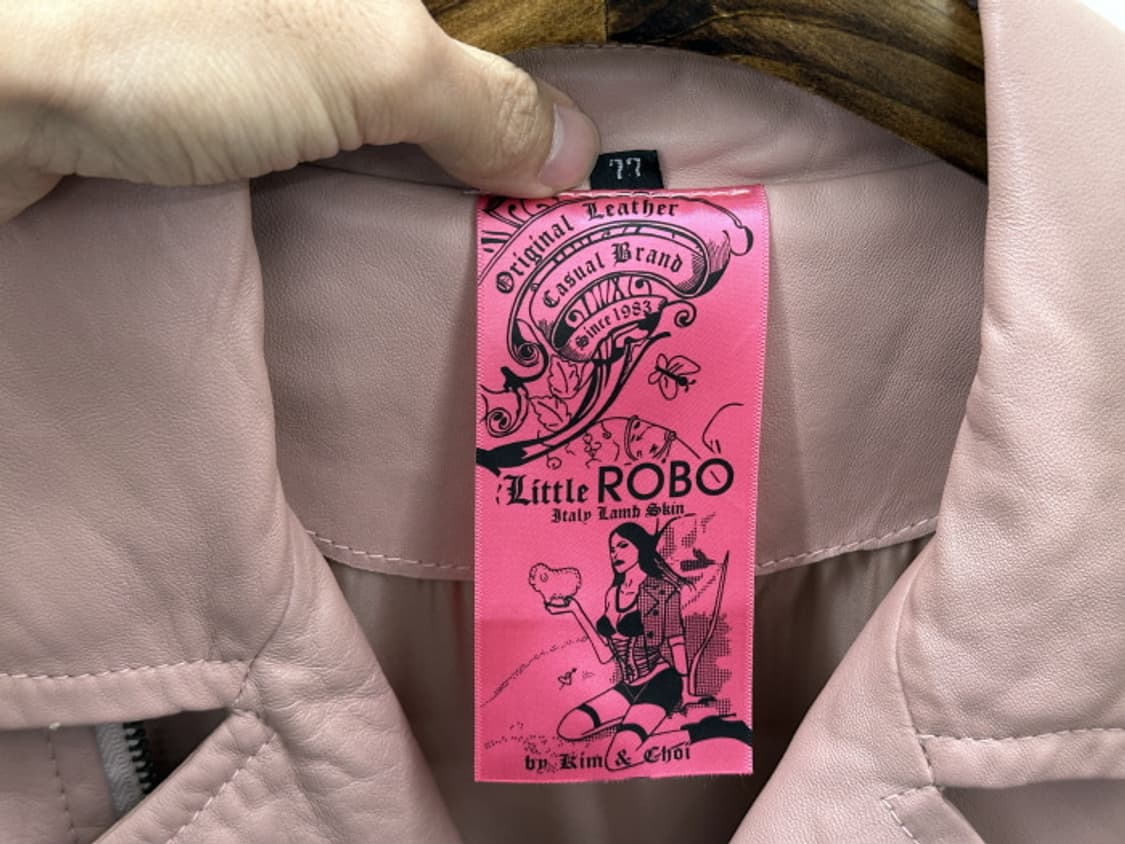 77
Original Leather
Casual Brand
Since 1983
Little ROBO
Italy Lamb Skin
by Kim & Choi